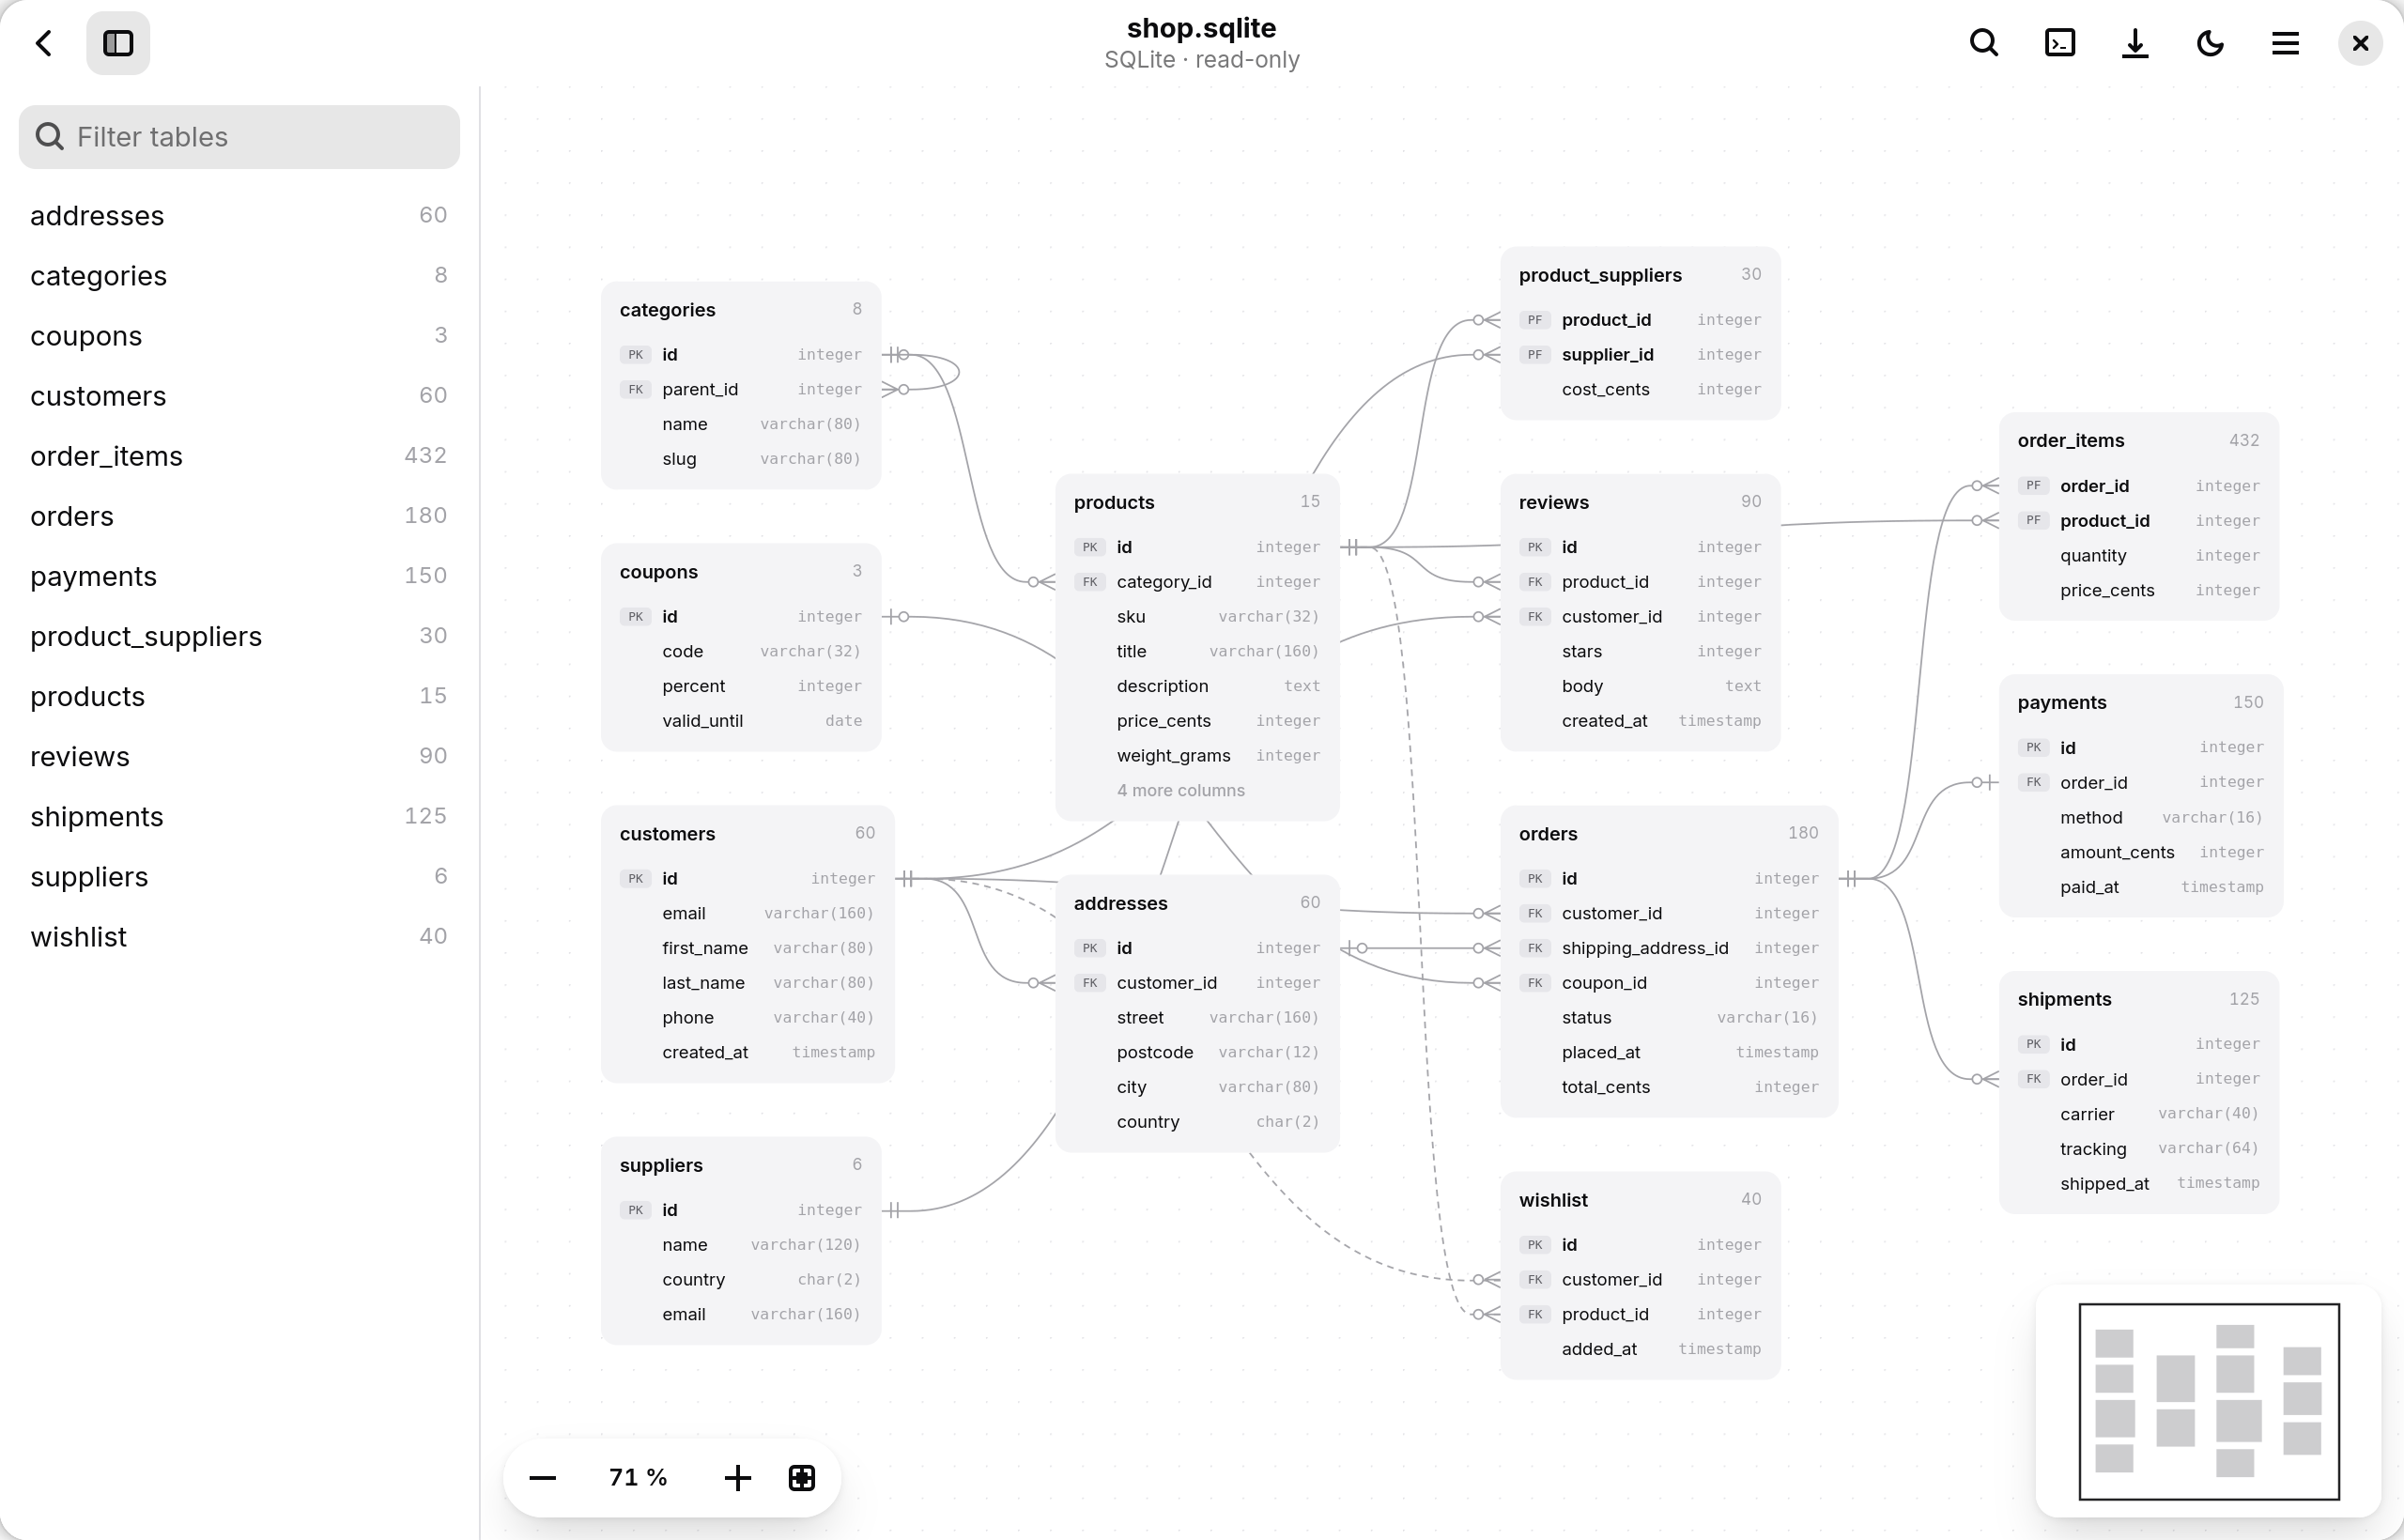 shop.sqlite
SQLite · read-only
Filter tables
addresses 60
categories 8
coupons 3
customers 60
order_items 432
orders 180
payments 150
product_suppliers 30
products 15
reviews 90
shipments 125
suppliers 6
wishlist 40
categories 8
PK id integer
FK parent_id integer
name varchar(80)
slug varchar(80)
coupons 3
PK id integer
code varchar(32)
percent integer
valid_until date
customers 60
PK id integer
email varchar(160)
first_name varchar(80)
last_name varchar(80)
phone varchar(40)
created_at timestamp
suppliers 6
PK id integer
name varchar(120)
country char(2)
email varchar(160)
products 15
PK id integer
FK category_id integer
sku varchar(32)
title varchar(160)
description text
price_cents integer
weight_grams integer
4 more columns
addresses 60
PK id integer
FK customer_id integer
street varchar(160)
postcode varchar(12)
city varchar(80)
country char(2)
product_suppliers 30
PF product_id integer
PF supplier_id integer
cost_cents integer
reviews 90
PK id integer
FK product_id integer
FK customer_id integer
stars integer
body text
created_at timestamp
orders 180
PK id integer
FK customer_id integer
FK shipping_address_id integer
FK coupon_id integer
status varchar(16)
placed_at timestamp
total_cents integer
wishlist 40
PK id integer
FK customer_id integer
FK product_id integer
added_at timestamp
order_items 432
PF order_id integer
PF product_id integer
quantity integer
price_cents integer
payments 150
PK id integer
FK order_id integer
method varchar(16)
amount_cents integer
paid_at timestamp
shipments 125
PK id integer
FK order_id integer
carrier varchar(40)
tracking varchar(64)
shipped_at timestamp
71 %